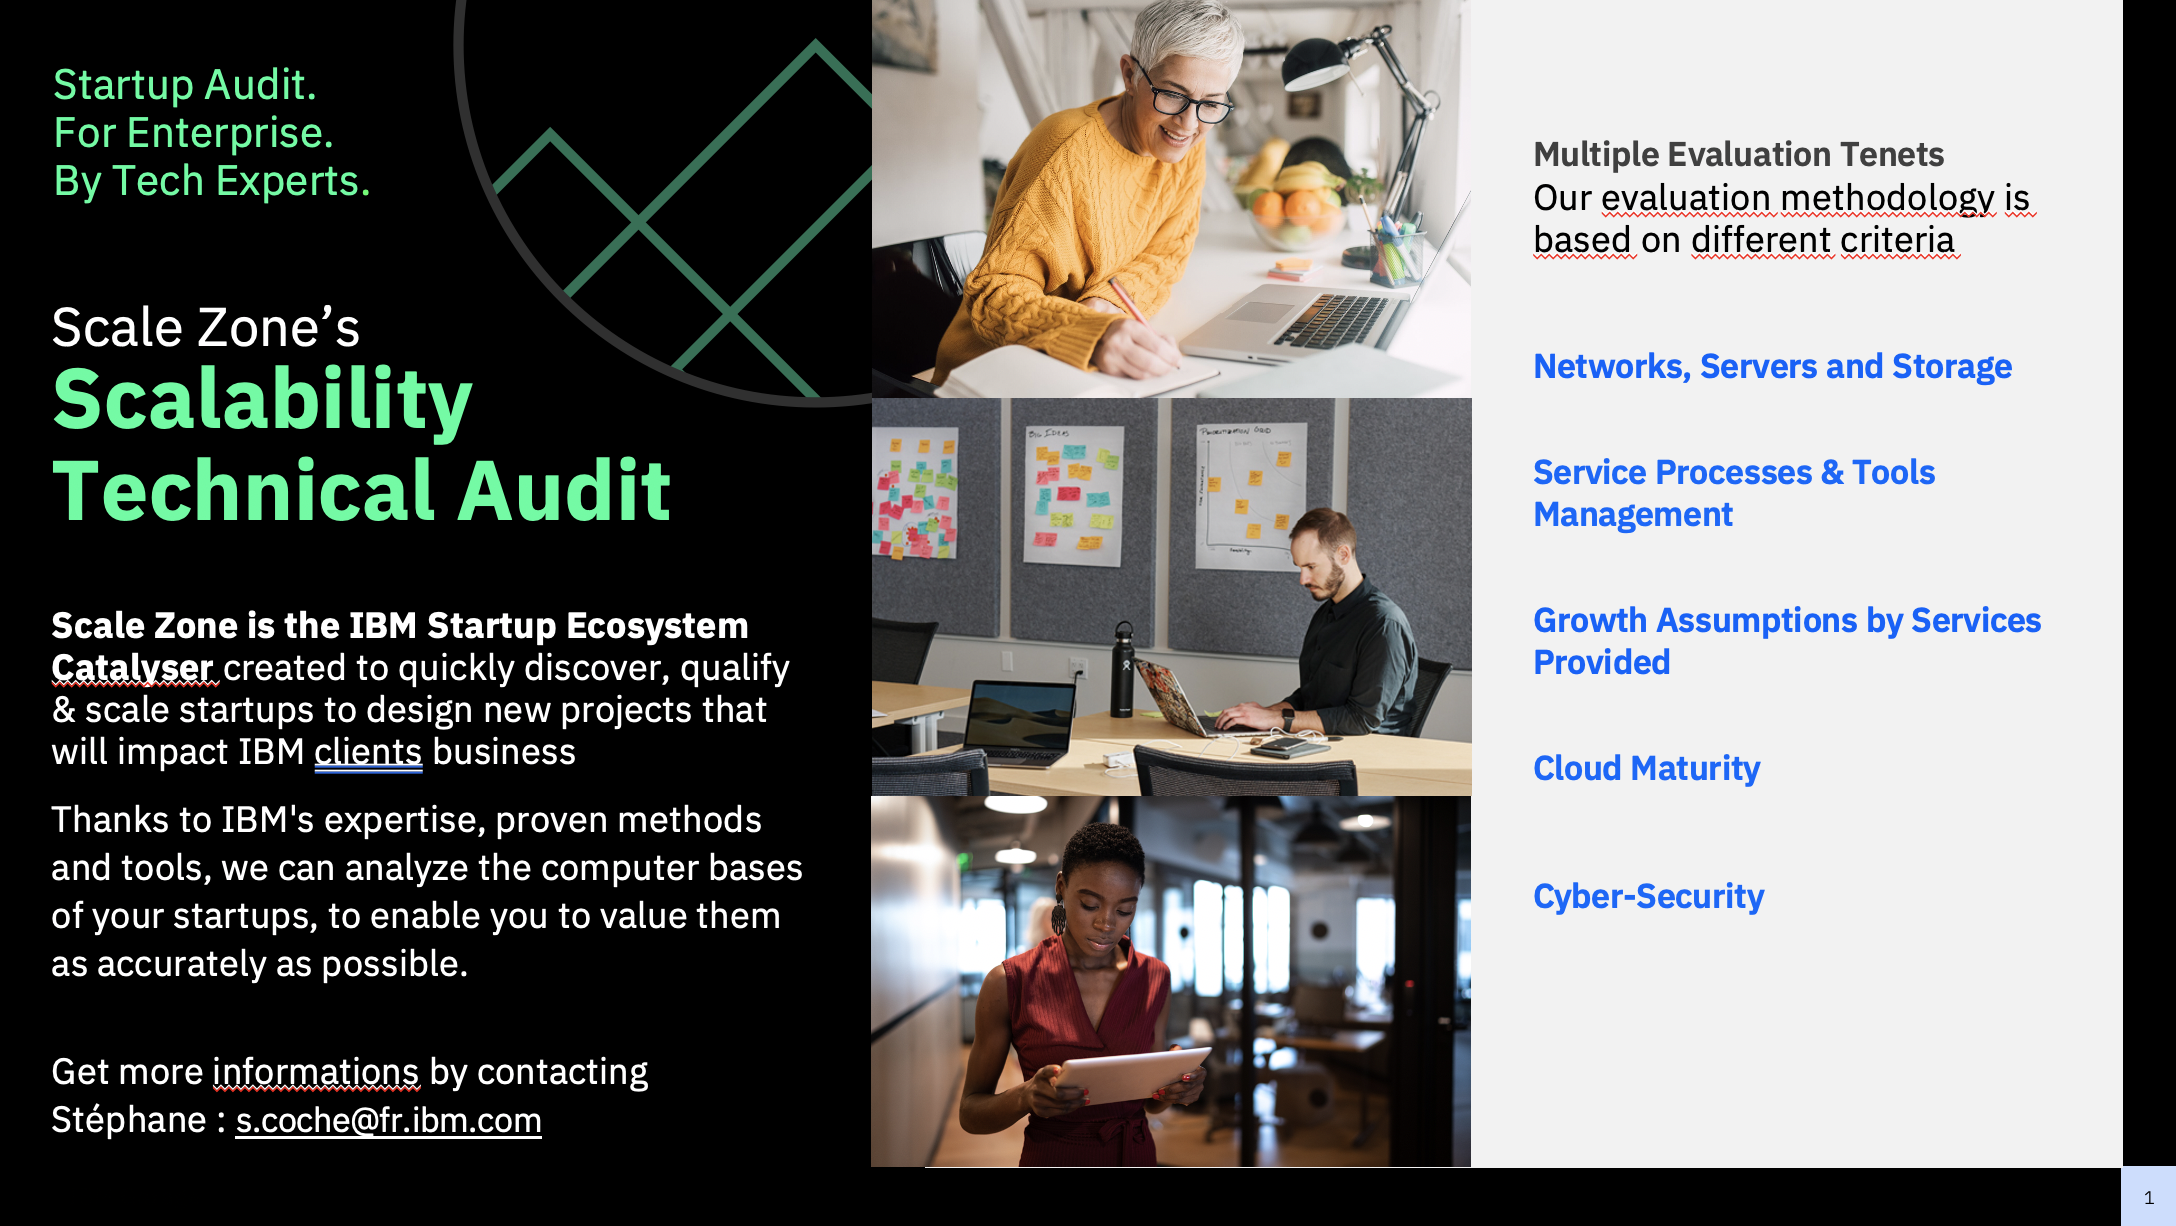 Startup Audit.
For Enterprise.
By Tech Experts.
Scale Zone’s
Scalability
Technical Audit
Scale Zone is the IBM Startup Ecosystem
Catalyser created to quickly discover, qualify
& scale startups to design new projects that
will impact IBM clients business
Thanks to IBM's expertise, proven methods
and tools, we can analyze the computer bases
of your startups, to enable you to value them
as accurately as possible.
Get more informations by contacting
Stéphane : s.coche@fr.ibm.com
BIG IDEAS
PRIORITIZATION GRID
Multiple Evaluation Tenets
Our evaluation methodology is
based on different criteria
Networks, Servers and Storage
Service Processes & Tools
Management
Growth Assumptions by Services
Provided
Cloud Maturity
Cyber-Security
1